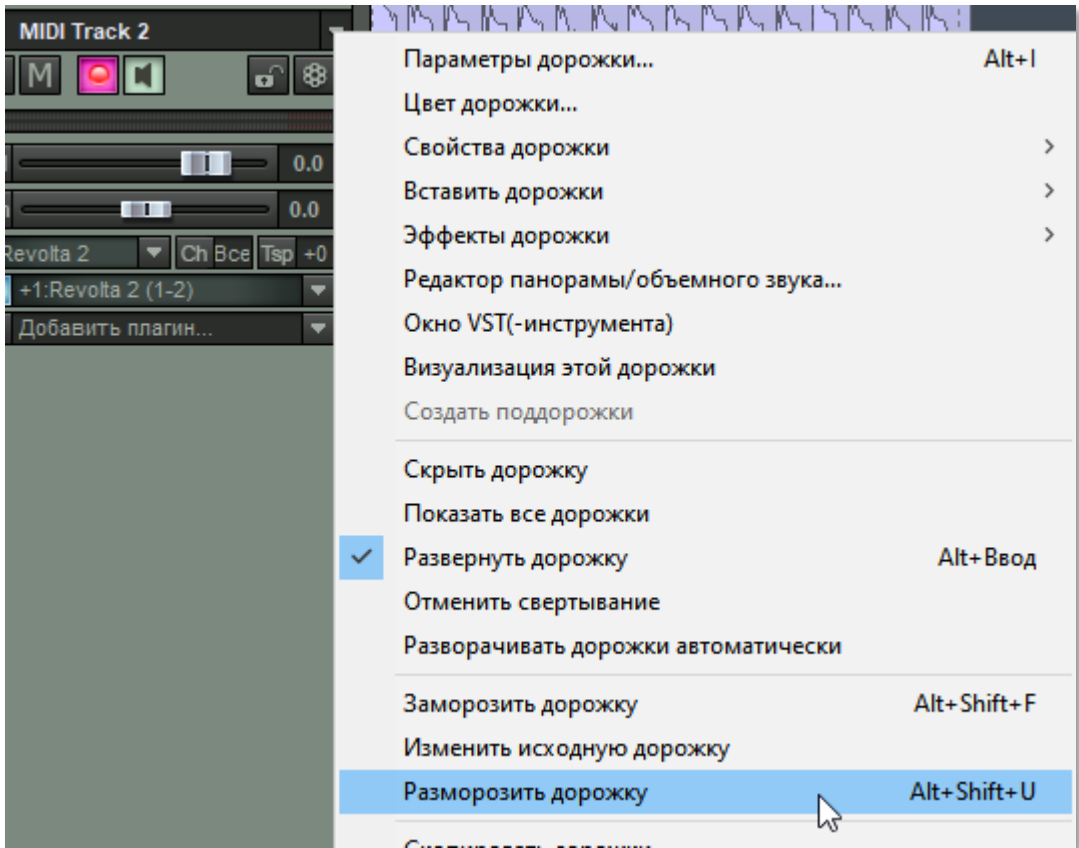 MIDI Track 2
M
0.0
0.0
Revolta 2 Ch Все Tsp +0
+1:Revolta 2 (1-2)
Добавить плагин...
Параметры дорожки... Alt+I
Цвет дорожки...
Свойства дорожки
Вставить дорожки
Эффекты дорожки
Редактор панорамы/объемного звука...
Окно VST(-инструмента)
Визуализация этой дорожки
Создать поддорожки
Скрыть дорожку
Показать все дорожки
Развернуть дорожку Alt+Ввод
Отменить свертывание
Разворачивать дорожки автоматически
Заморозить дорожку Alt+Shift+F
Изменить исходную дорожку
Разморозить дорожку Alt+Shift+U